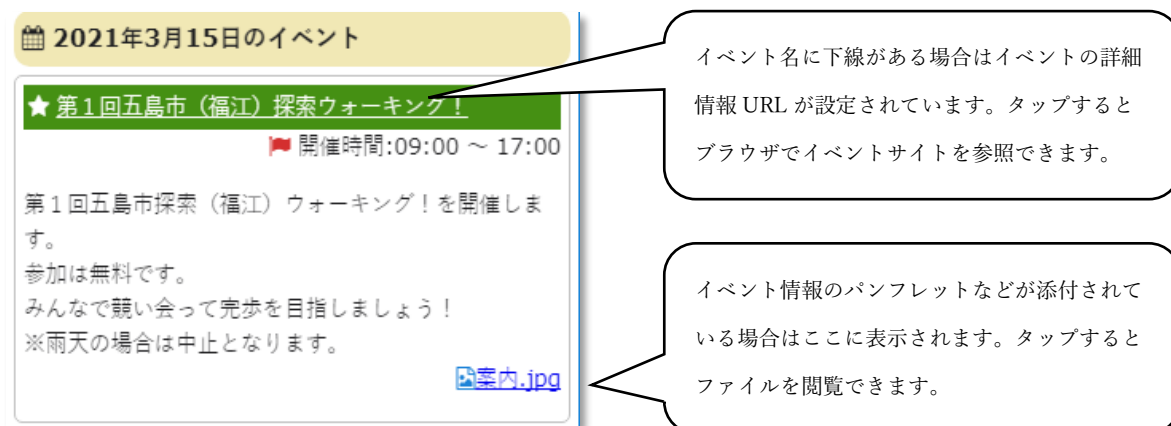 2021年3月15日のイベント
★ 第１回五島市（福江）探索ウォーキング！
開催時間:09:00 ～ 17:00
第１回五島市探索（福江）ウォーキング！を開催しま
す。
参加は無料です。
みんなで競い会って完歩を目指しましょう！
※雨天の場合は中止となります。
案内.jpg
イベント名に下線がある場合はイベントの詳細
情報 URL が設定されています。タップすると
ブラウザでイベントサイトを参照できます。
イベント情報のパンフレットなどが添付されて
いる場合はここに表示されます。タップすると
ファイルを閲覧できます。